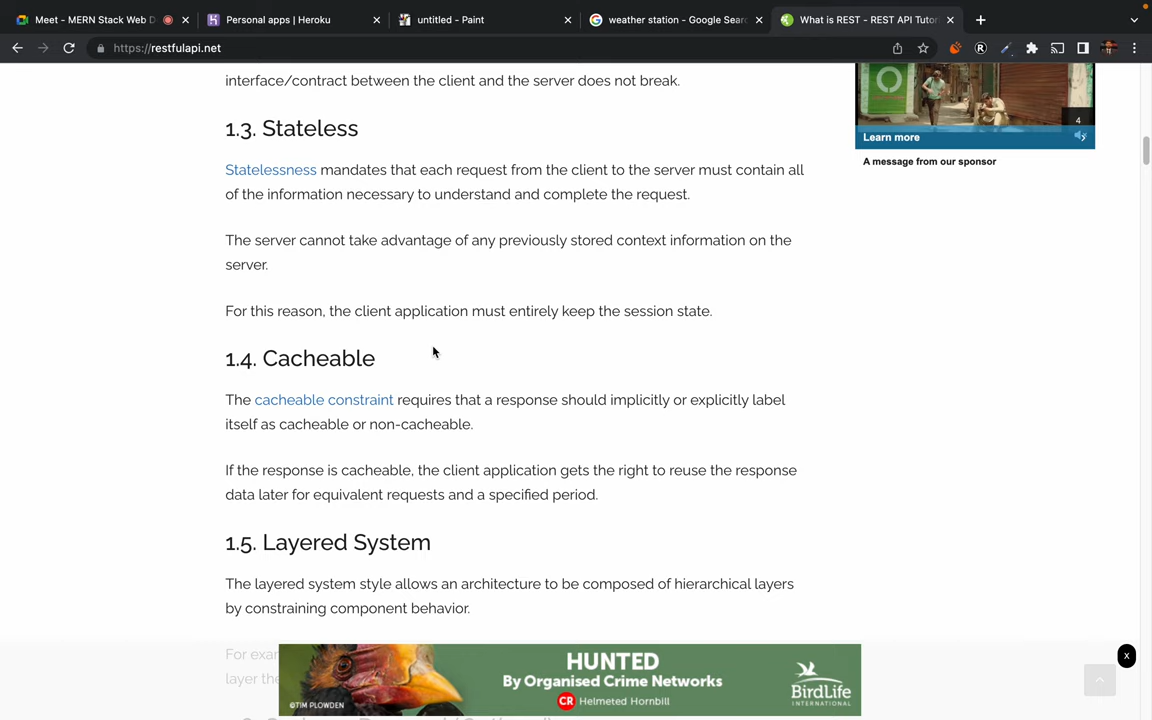 Meet - MERN Stack Web D
Personal apps | Heroku
untitled - Paint
weather station - Google Sear
What is REST - REST API Tutor
https://restfulapi.net
interface/contract between the client and the server does not break.
1.3. Stateless
Statelessness mandates that each request from the client to the server must contain all
of the information necessary to understand and complete the request.
The server cannot take advantage of any previously stored context information on the
server.
For this reason, the client application must entirely keep the session state.
1.4. Cacheable
The cacheable constraint requires that a response should implicitly or explicitly label
itself as cacheable or non-cacheable.
If the response is cacheable, the client application gets the right to reuse the response
data later for equivalent requests and a specified period.
1.5. Layered System
The layered system style allows an architecture to be composed of hierarchical layers
by constraining component behavior.
For exam
layer the
4
Learn more
A message from our sponsor
HUNTED
By Organised Crime Networks
CR Helmeted Hornbill
©TIM PLOWDEN
BirdLife
INTERNATIONAL
x